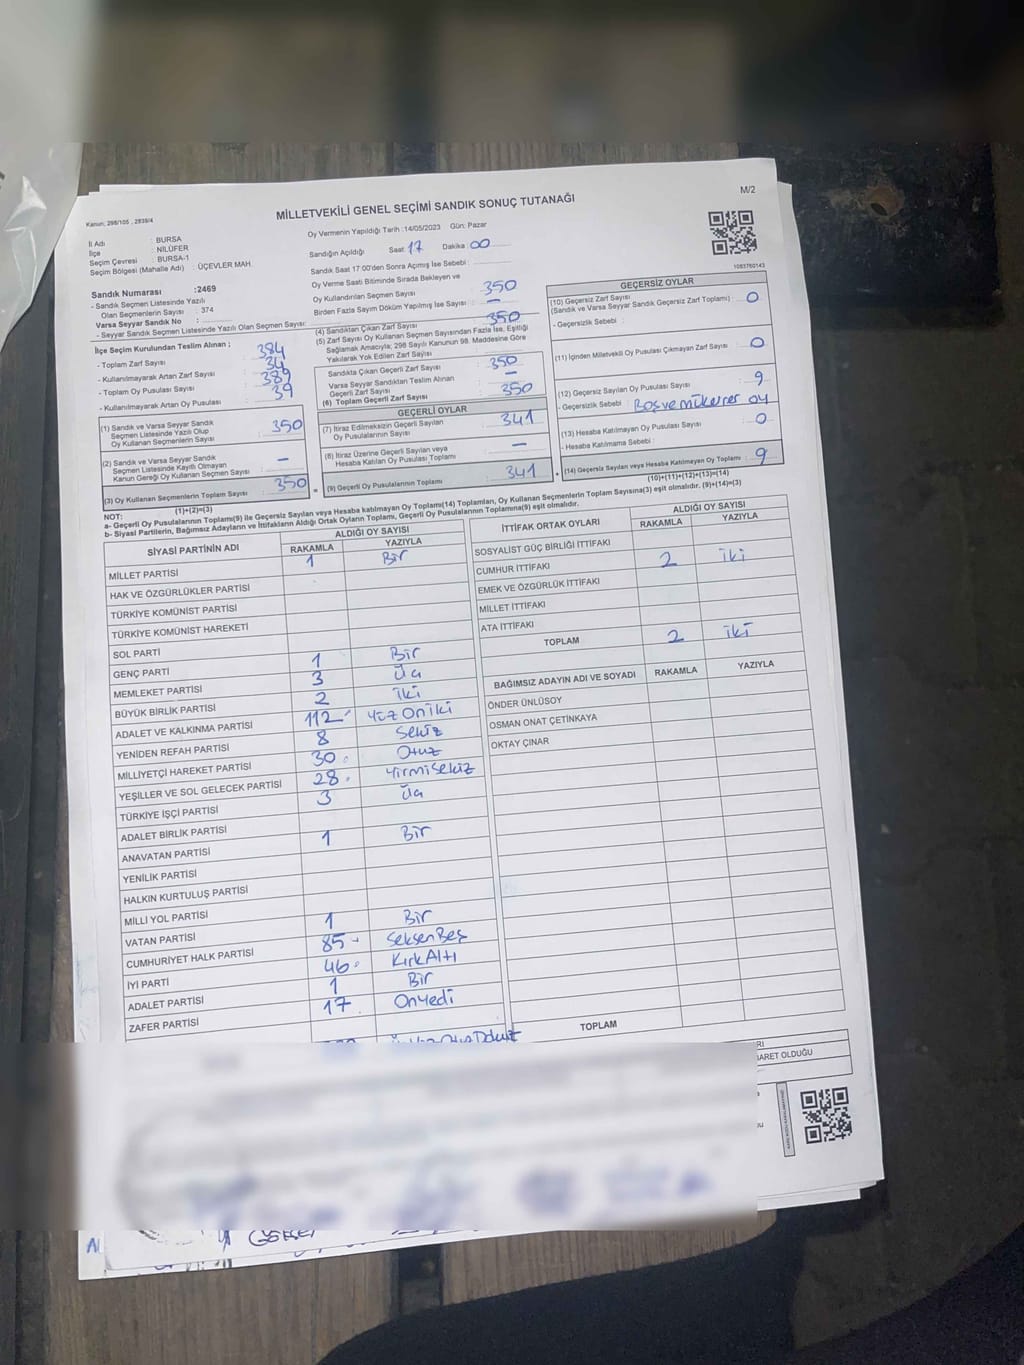 M/2
Kanun: 298/105 , 2839/4
MİLLETVEKİLİ GENEL SEÇİMİ SANDIK SONUÇ TUTANAĞI
İl Adı : BURSA
İlçe : NİLÜFER
Seçim Çevresi : BURSA-1
Seçim Bölgesi (Mahalle Adı) : ÜÇEVLER MAH.
Sandık Numarası : 2469
- Sandık Seçmen Listesinde Yazılı
Olan Seçmenlerin Sayısı : 374
Varsa Seyyar Sandık No :
- Seyyar Sandık Seçmen Listesinde Yazılı Olan Seçmen Sayısı:
İlçe Seçim Kurulundan Teslim Alınan ;
- Toplam Zarf Sayısı : 384
- Kullanılmayarak Artan Zarf Sayısı : 34
- Toplam Oy Pusulası Sayısı : 389
- Kullanılmayarak Artan Oy Pusulası : 39
(1) Sandık ve Varsa Seyyar Sandık
Seçmen Listesinde Yazılı Olup
Oy Kullanan Seçmenlerin Sayısı : 350
(2) Sandık ve Varsa Seyyar Sandık
Seçmen Listesinde Kayıtlı Olmayan
Kanun Gereği Oy Kullanan Seçmen Sayısı : -
(3) Oy Kullanan Seçmenlerin Toplam Sayısı : 350
(1)+(2)=(3)
Oy Vermenin Yapıldığı Tarih :14/05/2023 Gün: Pazar
Sandığın Açıldığı Saat : 17 Dakika : 00
Sandık Saat 17:00'den Sonra Açılmış İse Sebebi :
Oy Verme Saati Bitiminde Sırada Bekleyen ve
Oy Kullandırılan Seçmen Sayısı : 350
Birden Fazla Sayım Döküm Yapılmış İse Sayısı : -
(4) Sandıktan Çıkan Zarf Sayısı : 350
(5) Zarf Sayısı Oy Kullanan Seçmen Sayısından Fazla İse, Eşitliği
Sağlamak Amacıyla; 298 Sayılı Kanunun 98. Maddesine Göre
Yakılarak Yok Edilen Zarf Sayısı :
Sandıkta Çıkan Geçerli Zarf Sayısı : 350
Varsa Seyyar Sandıktan Teslim Alınan
Geçerli Zarf Sayısı : -
(6) Toplam Geçerli Zarf Sayısı : 350
GEÇERLİ OYLAR
(7) İtiraz Edilmeksizin Geçerli Sayılan
Oy Pusulalarının Sayısı : 341
(8) İtiraz Üzerine Geçerli Sayılan veya
Hesaba Katılan Oy Pusulası Toplamı : -
(9) Geçerli Oy Pusulalarının Toplamı : 341
1083760143
GEÇERSİZ OYLAR
(10) Geçersiz Zarf Sayısı
(Sandık ve Varsa Seyyar Sandık Geçersiz Zarf Toplamı) : 0
- Geçersizlik Sebebi :
(11) İçinden Milletvekili Oy Pusulası Çıkmayan Zarf Sayısı : 0
(12) Geçersiz Sayılan Oy Pusulası Sayısı : 9
- Geçersizlik Sebebi : Boş ve mükerrer oy
(13) Hesaba Katılmayan Oy Pusulası Sayısı : 0
- Hesaba Katılmama Sebebi :
(14) Geçersiz Sayılan veya Hesaba Katılmayan Oy Toplamı : 9
(10)+(11)+(12)+(13)=(14)
NOT:
a- Geçerli Oy Pusulalarının Toplamı(9) ile Geçersiz Sayılan veya Hesaba katılmayan Oy Toplamı(14) Toplamları, Oy Kullanan Seçmenlerin Toplam Sayısına(3) eşit olmalıdır. (9)+(14)=(3)
b- Siyasi Partilerin, Bağımsız Adayların ve İttifakların Aldığı Ortak Oyların Toplamı, Geçerli Oy Pusulalarının Toplamına(9) eşit olmalıdır.
SİYASİ PARTİNİN ADI ALDIĞI OY SAYISI
RAKAMLA YAZIYLA
MİLLET PARTİSİ 1 Bir
HAK VE ÖZGÜRLÜKLER PARTİSİ
TÜRKİYE KOMÜNİST PARTİSİ
TÜRKİYE KOMÜNİST HAREKETİ
SOL PARTİ
GENÇ PARTİ 1 Bir
MEMLEKET PARTİSİ 3 Üç
BÜYÜK BİRLİK PARTİSİ 2 iki
ADALET VE KALKINMA PARTİSİ 112 Yüz Oniki
YENİDEN REFAH PARTİSİ 8 Sekiz
MİLLİYETÇİ HAREKET PARTİSİ 30 Otuz
YEŞİLLER VE SOL GELECEK PARTİSİ 28 Yirmi Sekiz
TÜRKİYE İŞÇİ PARTİSİ 3 Üç
ADALET BİRLİK PARTİSİ
ANAVATAN PARTİSİ 1 Bir
YENİLİK PARTİSİ
HALKIN KURTULUŞ PARTİSİ
MİLLİ YOL PARTİSİ
VATAN PARTİSİ 1 Bir
CUMHURİYET HALK PARTİSİ 85 Seksen Beş
İYİ PARTİ 46 Kırk Altı
ADALET PARTİSİ 1 Bir
ZAFER PARTİSİ 17 Onyedi
İTTİFAK ORTAK OYLARI ALDIĞI OY SAYISI
RAKAMLA YAZIYLA
SOSYALİST GÜÇ BİRLİĞİ İTTİFAKI
CUMHUR İTTİFAKI 2 iki
EMEK VE ÖZGÜRLÜK İTTİFAKI
MİLLET İTTİFAKI
ATA İTTİFAKI
TOPLAM 2 iki
BAĞIMSIZ ADAYIN ADI VE SOYADI RAKAMLA YAZIYLA
ÖNDER ÜNLÜSOY
OSMAN ONAT ÇETİNKAYA
OKTAY ÇINAR
TOPLAM
OLDUĞU